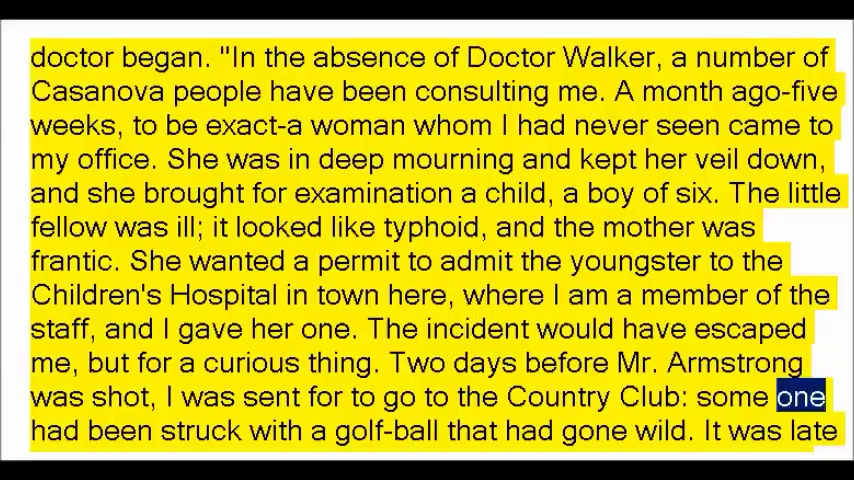 doctor began. "In the absence of Doctor Walker, a number of
Casanova people have been consulting me. A month ago-five
weeks, to be exact-a woman whom I had never seen came to
my office. She was in deep mourning and kept her veil down,
and she brought for examination a child, a boy of six. The little
fellow was ill; it looked like typhoid, and the mother was
frantic. She wanted a permit to admit the youngster to the
Children's Hospital in town here, where I am a member of the
staff, and I gave her one. The incident would have escaped
me, but for a curious thing. Two days before Mr. Armstrong
was shot, I was sent for to go to the Country Club: some one
had been struck with a golf-ball that had gone wild. It was late